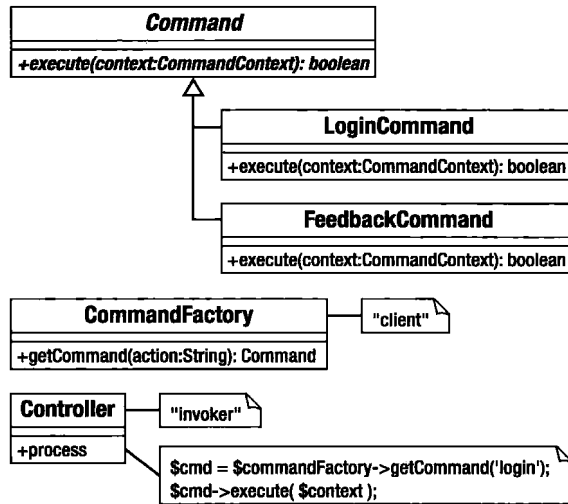 Command
+execute(context:CommandContext): boolean
LoginCommand
+execute(context:CommandContext): boolean
FeedbackCommand
+execute(context:CommandContext): boolean
CommandFactory
"client"
+getCommand(action:String): Command
Controller
"invoker"
+process
$cmd = $commandFactory->getCommand('login');
$cmd->execute( $context );